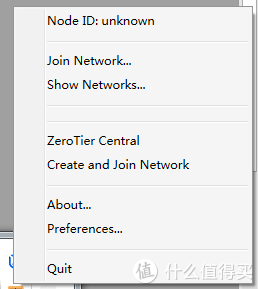 Node ID: unknown
Join Network...
Show Networks...
ZeroTier Central
Create and Join Network
About...
Preferences...
Quit
值 什么值得买